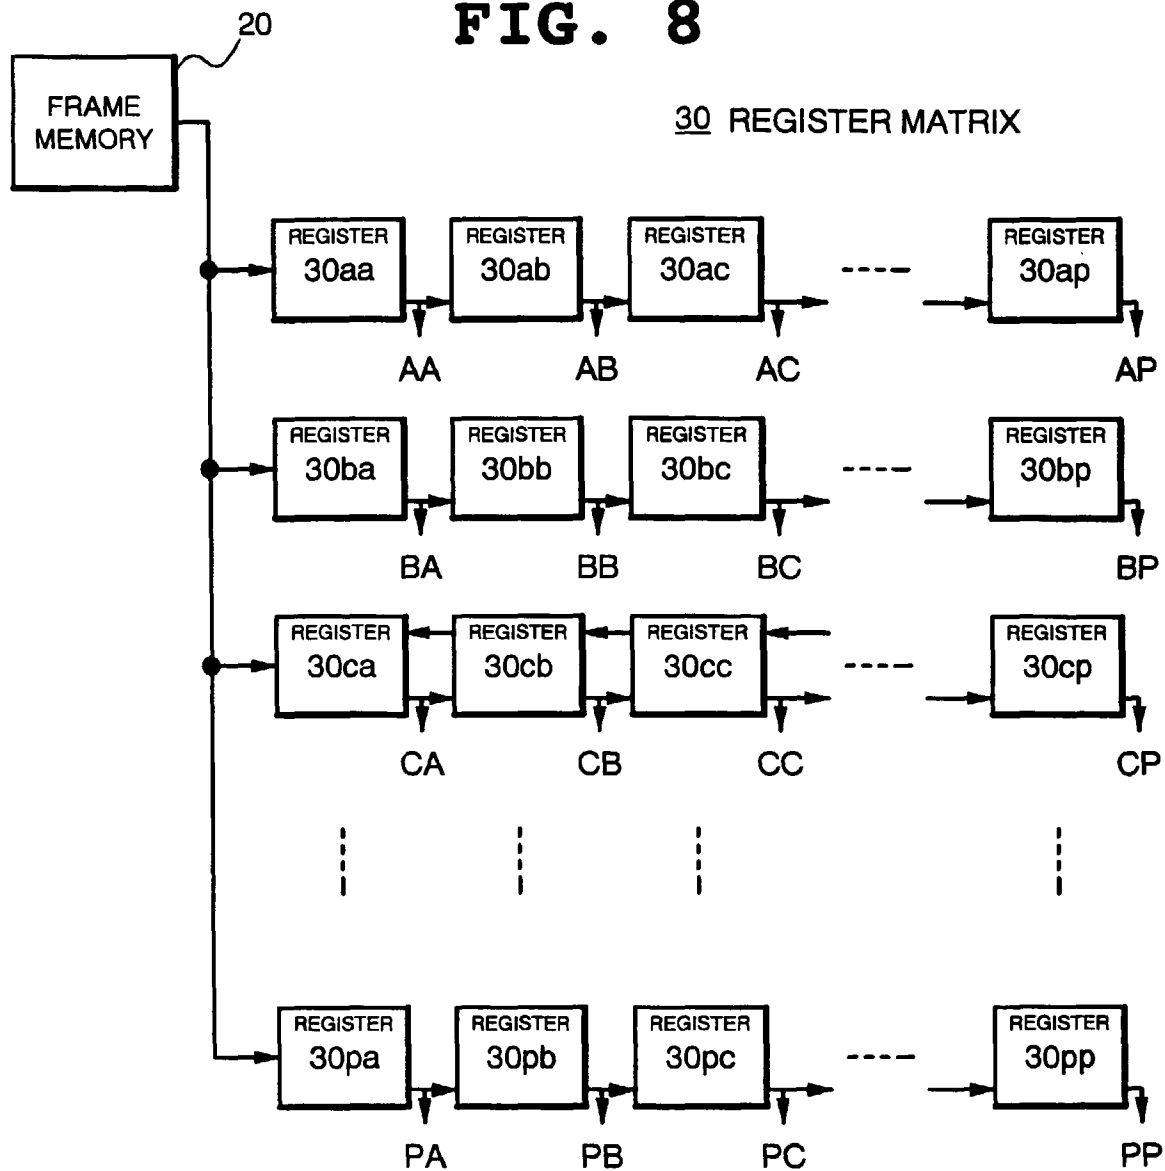 FIG. 8
20
FRAME
MEMORY
30 REGISTER MATRIX
REGISTER REGISTER REGISTER REGISTER
30aa 30ab 30ac 30ap
AA AB AC AP
REGISTER REGISTER REGISTER REGISTER
30ba 30bb 30bc 30bp
BA BB BC BP
REGISTER REGISTER REGISTER REGISTER
30ca 30cb 30cc 30cp
CA CB CC CP
REGISTER REGISTER REGISTER REGISTER
30pa 30pb 30pc 30pp
PA PB PC PP